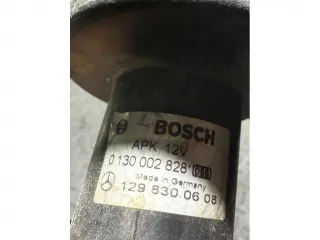 BOSCH
APK 12V
0 130 002 828
Made in Germany
129 830 06 08